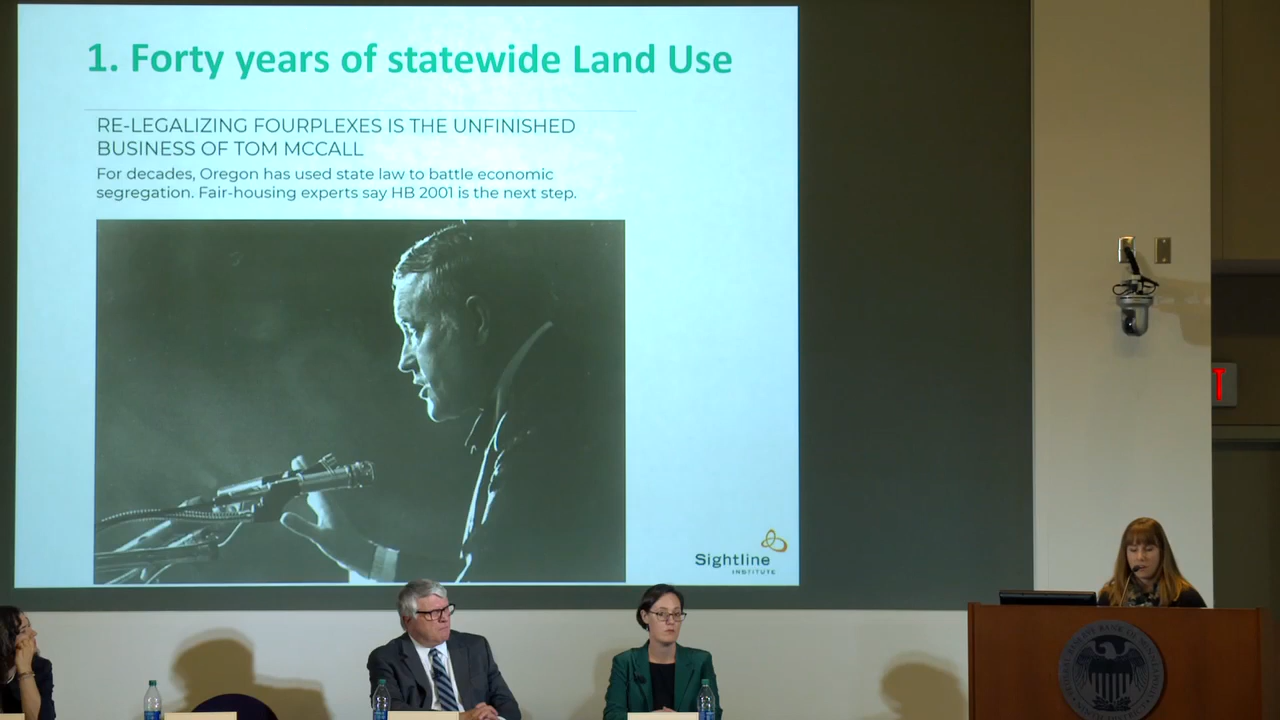 1. Forty years of statewide Land Use
RE-LEGALIZING FOURPLEXES IS THE UNFINISHED
BUSINESS OF TOM MCCALL
For decades, Oregon has used state law to battle economic
segregation. Fair-housing experts say HB 2001 is the next step.
Sightline
INSTITUTE